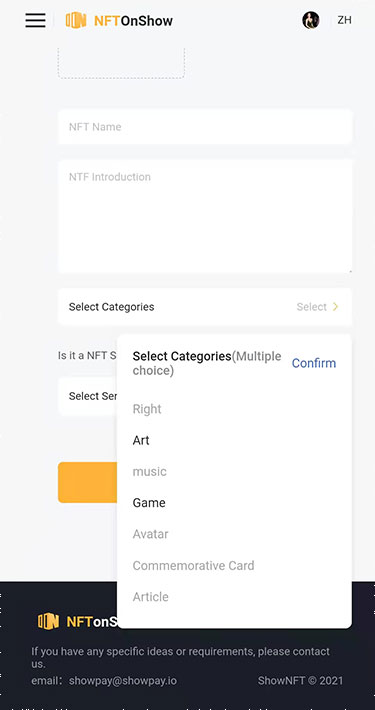 NFTOnShow
ZH
NFT Name
NTF Introduction
Select Categories
Select
Is it a NFT S
Select Categories(Multiple
choice)
Confirm
Select Ser
Right
Art
music
Game
Avatar
Commemorative Card
Article
NFTonS
If you have any specific ideas or requirements, please contact
us.
email：showpay@showpay.io
ShowNFT © 2021